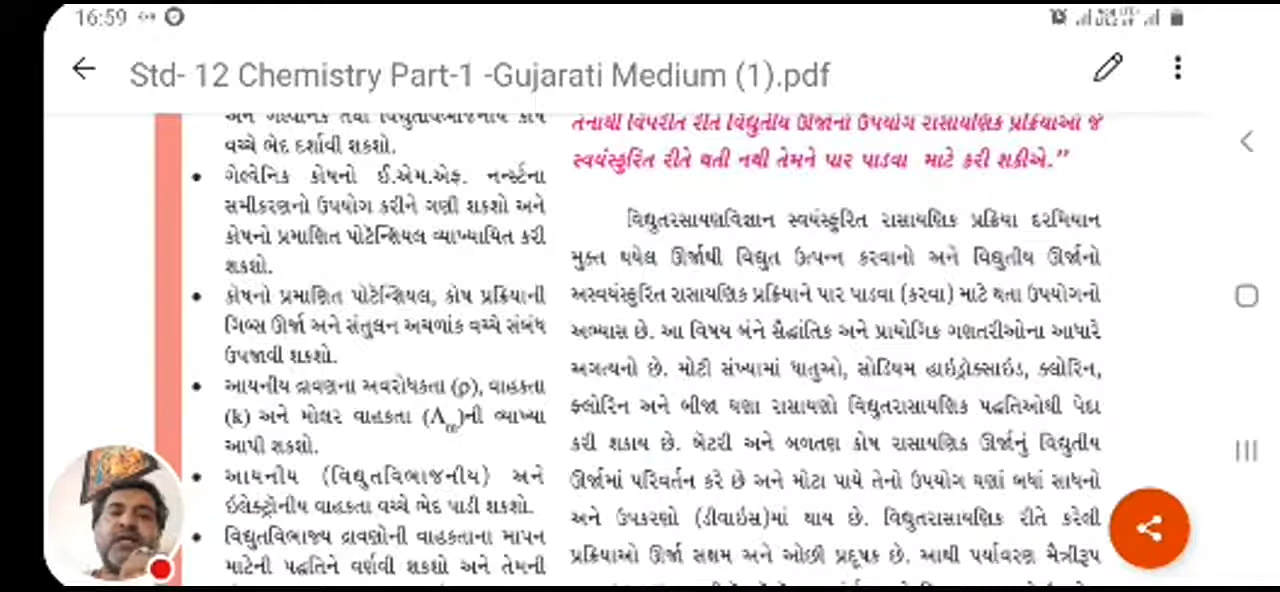 16:59
Std- 12 Chemistry Part-1 -Gujarati Medium (1).pdf
અને ગેલ્વેનિક તથા વિદ્યુતવિભાજનીય કોષ
વચ્ચે ભેદ દર્શાવી શકશો.
• ગેલ્વેનિક કોષનો ઈ.એમ.એફ. નર્ન્સ્ટના
સમીકરણનો ઉપયોગ કરીને ગણી શકશો અને
કોષનો પ્રમાણિત પોટેન્શિયલ વ્યાખ્યાયિત કરી
શકશો.
• કોષનો પ્રમાણિત પોટેન્શિયલ, કોષ પ્રક્રિયાની
ગિબ્સ ઊર્જા અને સંતુલન અચળાંક વચ્ચે સંબંધ
ઉપજાવી શકશો.
• આયનીય દ્રાવણના અવરોધકતા (ρ), વાહકતા
(k) અને મોલર વાહકતા (Λm)ની વ્યાખ્યા
આપી શકશો.
• આયનીય (વિદ્યુતવિભાજનીય) અને
ઇલેક્ટ્રૉનીય વાહકતા વચ્ચે ભેદ પાડી શકશો.
• વિદ્યુતવિભાજ્ય દ્રાવણોની વાહકતાના માપન
માટેની પદ્ધતિને વર્ણવી શકશો અને તેમની
તેનાથી વિપરીત રીતે વિદ્યુતીય ઊર્જાનો ઉપયોગ રાસાયણિક પ્રક્રિયાઓ જે
સ્વયંસ્ફુરિત રીતે થતી નથી તેમને પાર પાડવા માટે કરી શકીએ.”
વિદ્યુતરસાયણવિજ્ઞાન સ્વયંસ્ફુરિત રાસાયણિક પ્રક્રિયા દરમિયાન
મુક્ત થયેલ ઊર્જાથી વિદ્યુત ઉત્પન્ન કરવાનો અને વિદ્યુતીય ઊર્જાનો
અસ્વયંસ્ફુરિત રાસાયણિક પ્રક્રિયાને પાર પાડવા (કરવા) માટે થતા ઉપયોગનો
અભ્યાસ છે. આ વિષય બંને સૈદ્ધાંતિક અને પ્રાયોગિક ગણતરીઓના આધારે
અગત્યનો છે. મોટી સંખ્યામાં ધાતુઓ, સોડિયમ હાઇડ્રોક્સાઇડ, ક્લોરિન,
ફ્લોરિન અને બીજા ઘણા રાસાયણો વિદ્યુતરાસાયણિક પદ્ધતિઓથી પેદા
કરી શકાય છે. બૅટરી અને બળતણ કોષ રાસાયણિક ઊર્જાનું વિદ્યુતીય
ઊર્જામાં પરિવર્તન કરે છે અને મોટા પાયે તેનો ઉપયોગ ઘણાં બધાં સાધનો
અને ઉપકરણો (ડીવાઇસ)માં થાય છે. વિદ્યુતરાસાયણિક રીતે કરેલી
પ્રક્રિયાઓ ઊર્જા સક્ષમ અને ઓછી પ્રદૂષક છે. આથી પર્યાવરણ મૈત્રીરૂપ